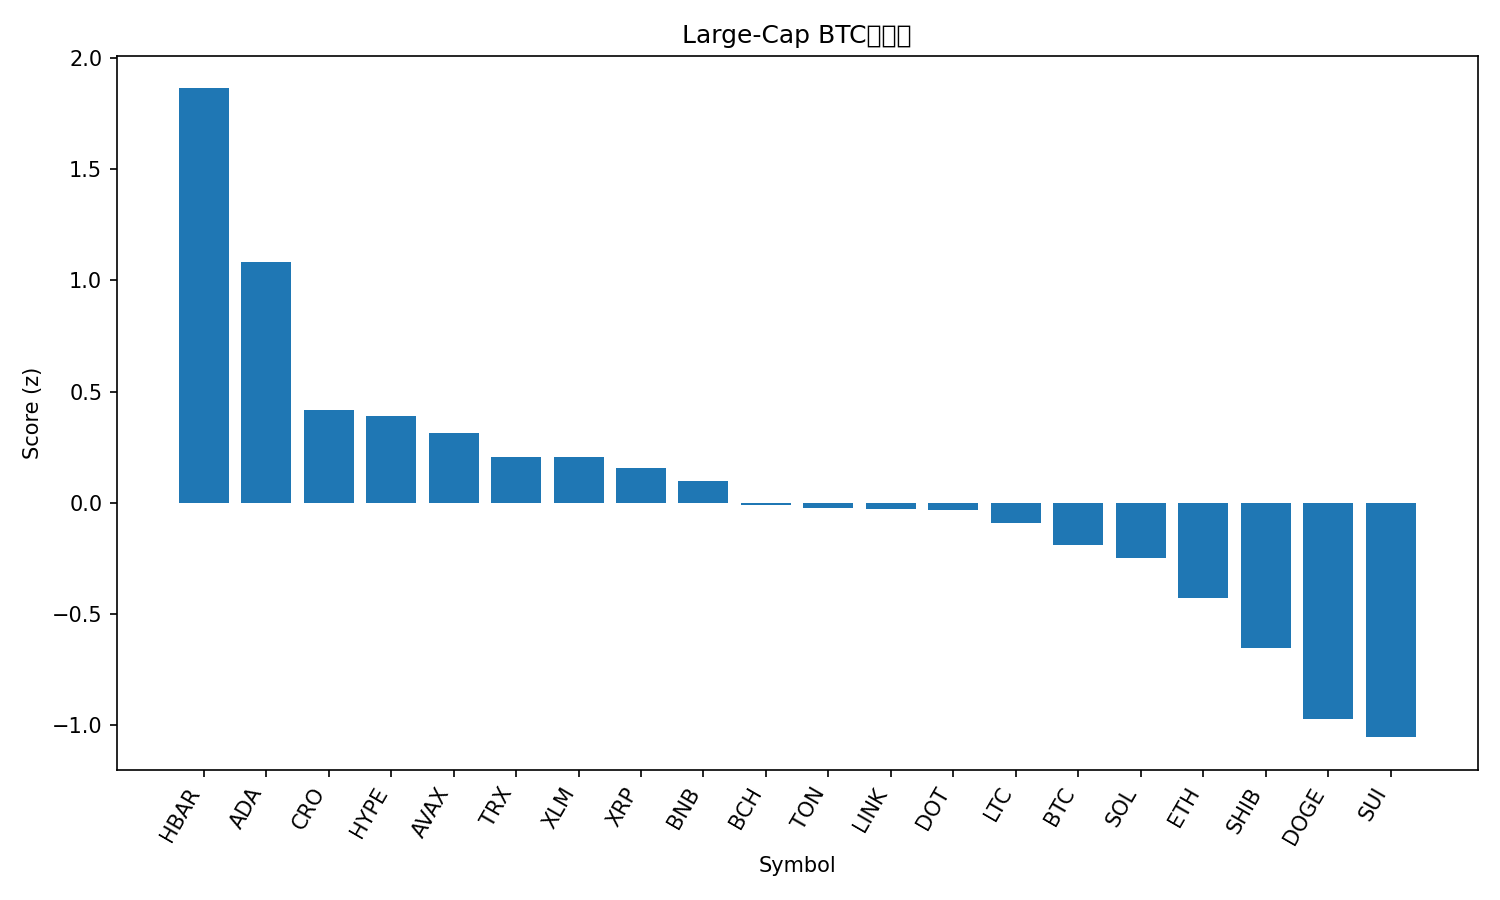 Large-Cap BTC
2.0
1.5
1.0
0.5
0.0
−0.5
−1.0
Score (z)
HBAR
ADA
CRO
HYPE
AVAX
TRX
XLM
XRP
BNB
BCH
TON
LINK
DOT
LTC
BTC
SOL
ETH
SHIB
DOGE
SUI
Symbol